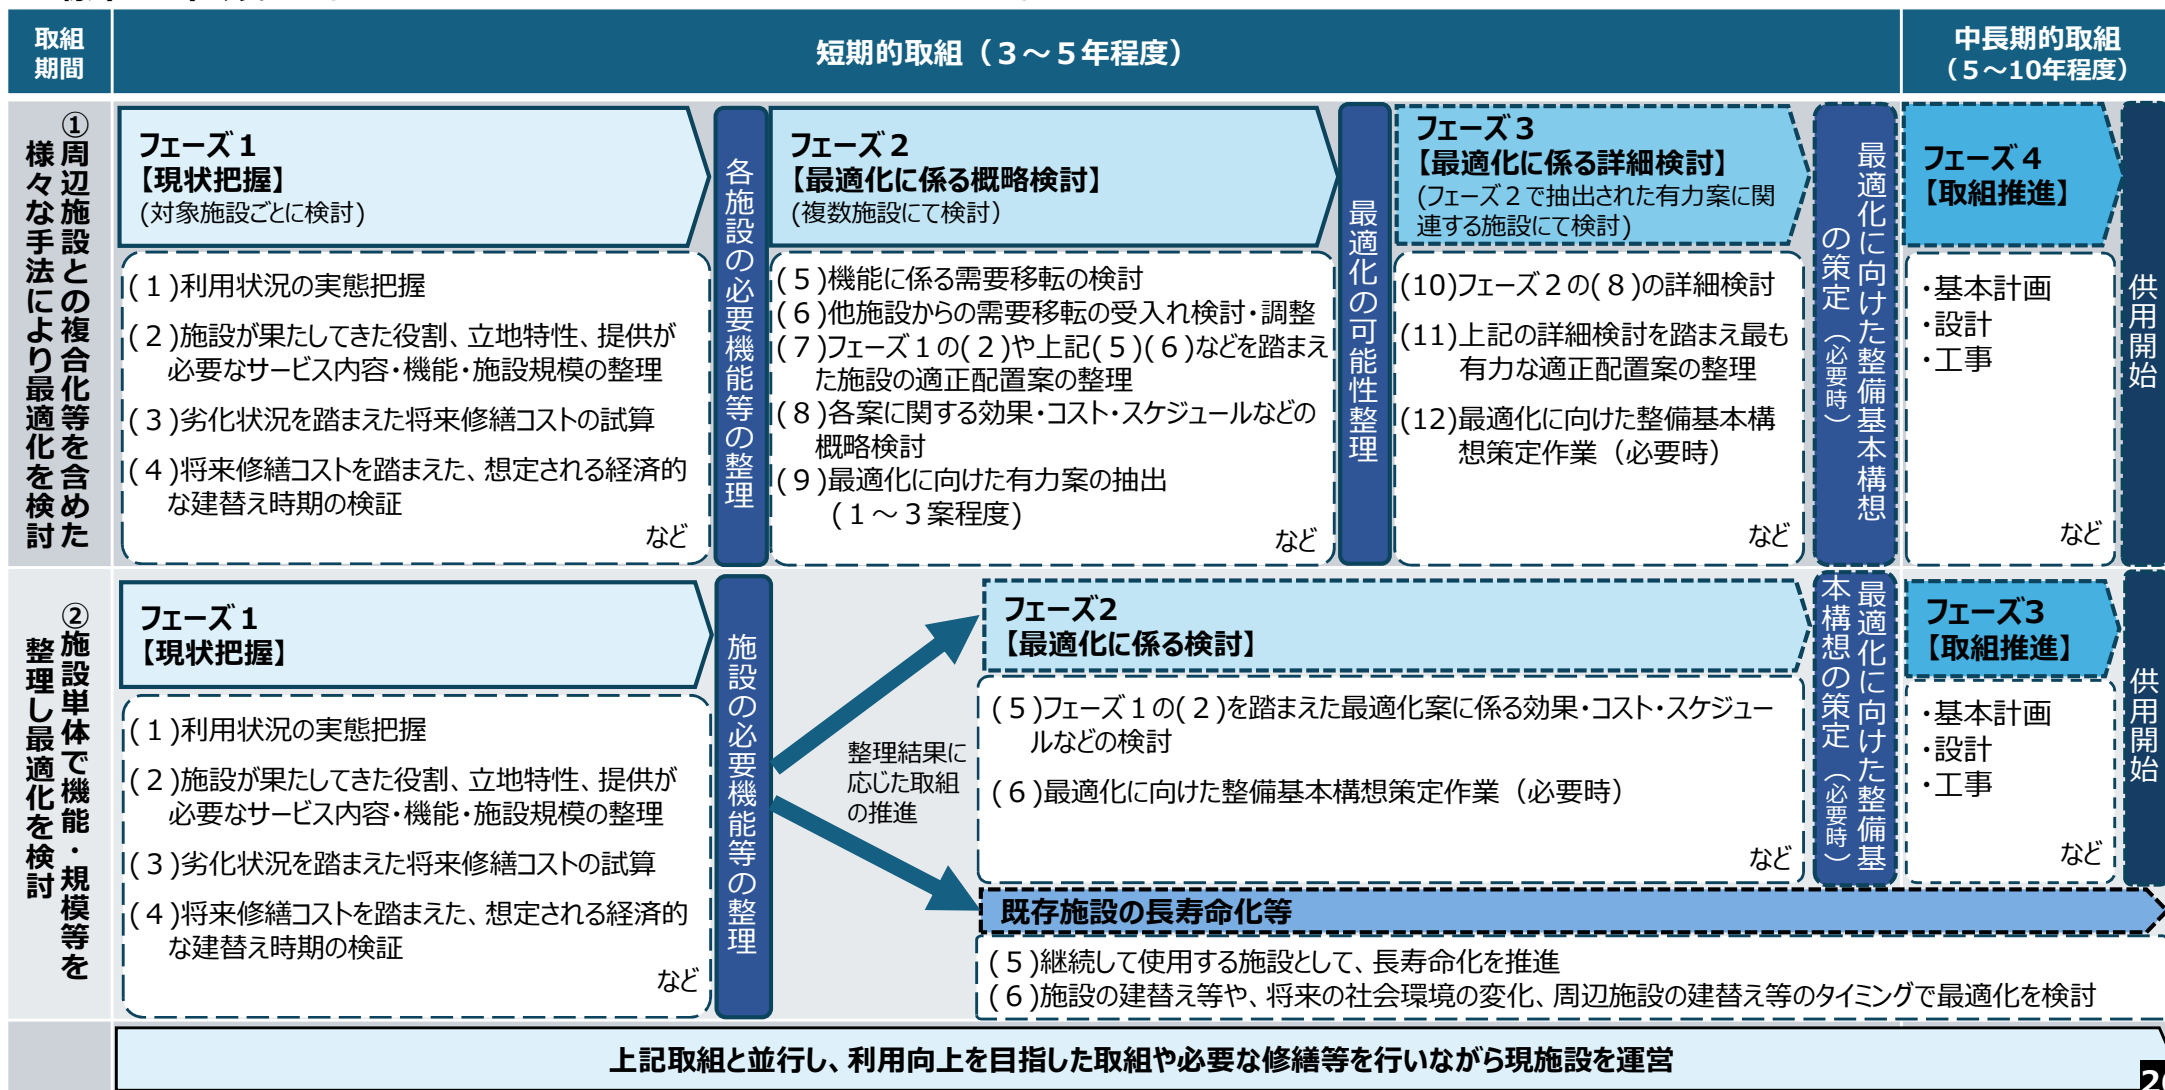 取組
期間
短期的取組（３～５年程度）
中長期的取組
（５～10年程度）
①周辺施設との複合化等を含めた
様々な手法により最適化を検討
フェーズ１
【現状把握】
(対象施設ごとに検討)
(１)利用状況の実態把握
(２)施設が果たしてきた役割、立地特性、提供が
必要なサービス内容・機能・施設規模の整理
(３)劣化状況を踏まえた将来修繕コストの試算
(４)将来修繕コストを踏まえた、想定される経済的
な建替え時期の検証
など
各施設の必要機能等の整理
フェーズ２
【最適化に係る概略検討】
(複数施設にて検討)
(５)機能に係る需要移転の検討
(６)他施設からの需要移転の受入れ検討・調整
(７)フェーズ１の(２)や上記(５)(６)などを踏まえ
た施設の適正配置案の整理
(８)各案に関する効果・コスト・スケジュールなどの
概略検討
(９)最適化に向けた有力案の抽出
(１～３案程度)
など
最適化の可能性整理
フェーズ３
【最適化に係る詳細検討】
(フェーズ２で抽出された有力案に関
連する施設にて検討)
(10)フェーズ２の(８)の詳細検討
(11)上記の詳細検討を踏まえ最も
有力な適正配置案の整理
(12)最適化に向けた整備基本構
想策定作業（必要時）
など
最適化に向けた整備基本構想
の策定（必要時）
フェーズ４
【取組推進】
・基本計画
・設計
・工事
など
供用開始
②施設単体で機能・規模等を
整理し最適化を検討
フェーズ１
【現状把握】
(１)利用状況の実態把握
(２)施設が果たしてきた役割、立地特性、提供が
必要なサービス内容・機能・施設規模の整理
(３)劣化状況を踏まえた将来修繕コストの試算
(４)将来修繕コストを踏まえた、想定される経済的
な建替え時期の検証
など
施設の必要機能等の整理
整理結果に
応じた取組
の推進
フェーズ2
【最適化に係る検討】
(５)フェーズ１の(２)を踏まえた最適化案に係る効果・コスト・スケジュー
ルなどの検討
(６)最適化に向けた整備基本構想策定作業（必要時）
など
最適化に向けた整備基
本構想の策定（必要時）
フェーズ3
【取組推進】
・基本計画
・設計
・工事
など
供用開始
既存施設の長寿命化等
(５)継続して使用する施設として、長寿命化を推進
(６)施設の建替え等や、将来の社会環境の変化、周辺施設の建替え等のタイミングで最適化を検討
上記取組と並行し、利用向上を目指した取組や必要な修繕等を行いながら現施設を運営